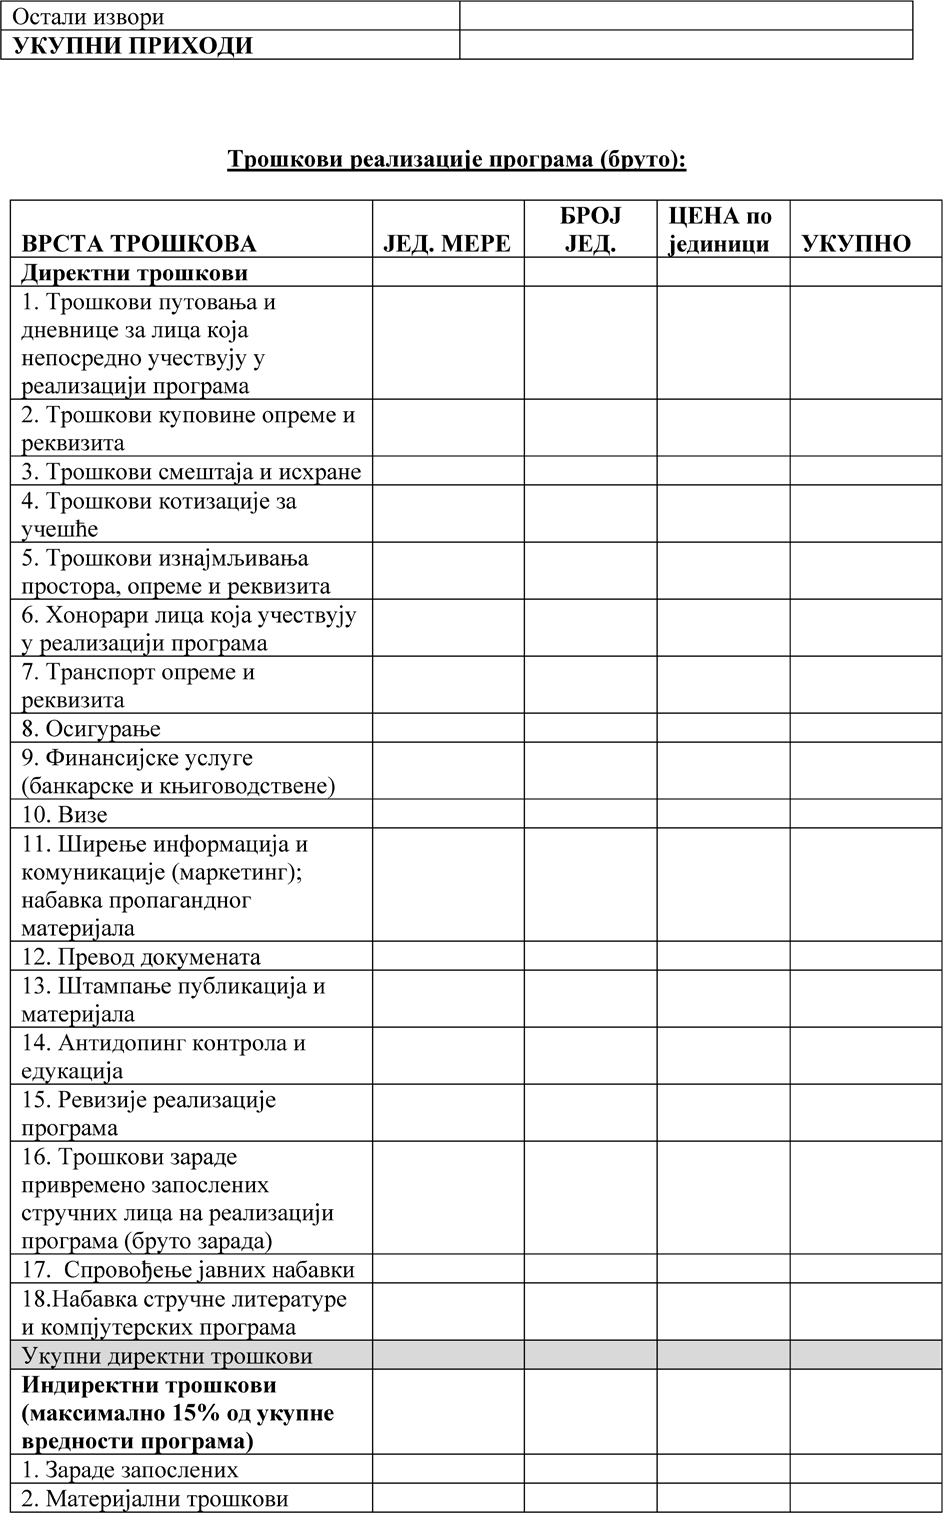 Остали извори
УКУПНИ ПРИХОДИ
Трошкови реализације програма (бруто):
ВРСТА ТРОШКОВА ЈЕД. МЕРЕ БРОЈ ЈЕД. ЦЕНА по јединици УКУПНО
Директни трошкови
1. Трошкови путовања и
дневнице за лица која
непосредно учествују у
реализацији програма
2. Трошкови куповине опреме и
реквизита
3. Трошкови смештаја и исхране
4. Трошкови котизације за
учешће
5. Трошкови изнајмљивања
простора, опреме и реквизита
6. Хонорари лица која учествују
у реализацији програма
7. Транспорт опреме и
реквизита
8. Осигурање
9. Финансијске услуге
(банкарске и књиговодствене)
10. Визе
11. Ширење информација и
комуникације (маркетинг);
набавка пропагандног
материјала
12. Превод докумената
13. Штампање публикација и
материјала
14. Антидопинг контрола и
едукација
15. Ревизије реализације
програма
16. Трошкови зараде
привремено запослених
стручних лица на реализацији
програма (бруто зарада)
17. Спровођење јавних набавки
18.Набавка стручне литературе
и компјутерских програма
Укупни директни трошкови
Индиректни трошкови
(максимално 15% од укупне
вредности програма)
1. Зараде запослених
2. Материјални трошкови